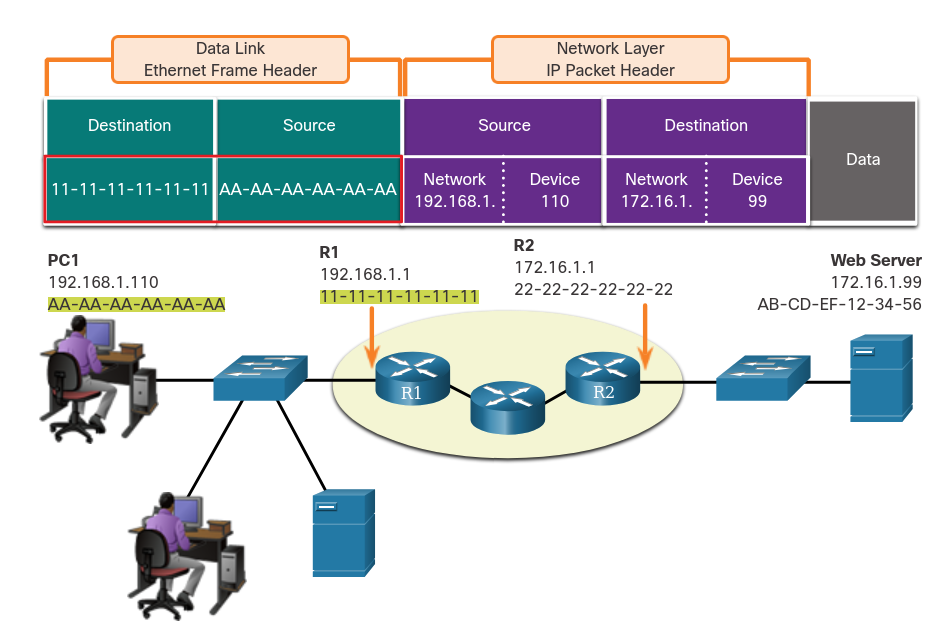 Data Link
Ethernet Frame Header
Network Layer
IP Packet Header
Destination
Source
Source
Destination
Data
11-11-11-11-11-11
AA-AA-AA-AA-AA-AA
Network
192.168.1.
Device
110
Network
172.16.1.
Device
99
PC1
192.168.1.110
AA-AA-AA-AA-AA-AA
R1
192.168.1.1
11-11-11-11-11-11
R2
172.16.1.1
22-22-22-22-22-22
Web Server
172.16.1.99
AB-CD-EF-12-34-56
R1
R2